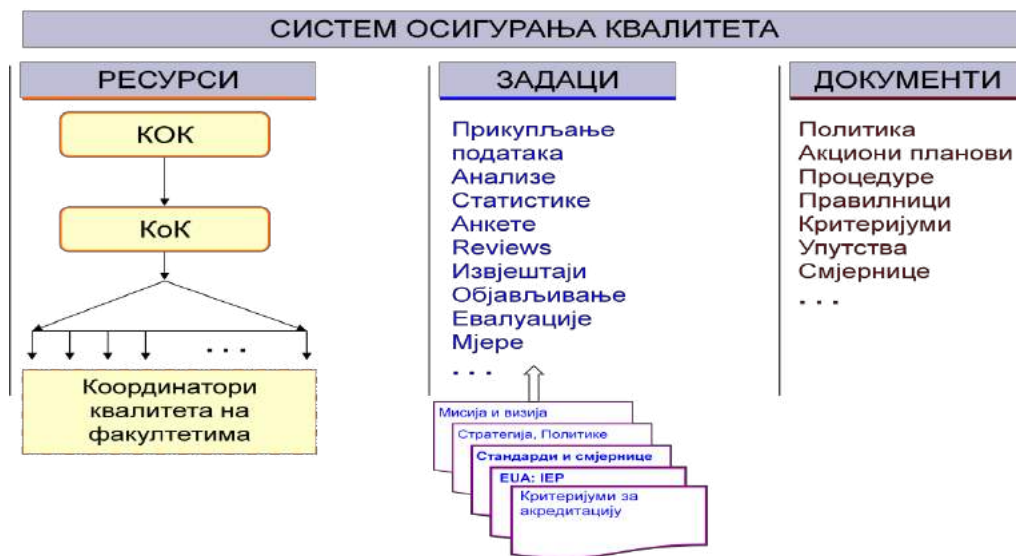 СИСТЕМ ОСИГУРАЊА КВАЛИТЕТА
РЕСУРСИ
КОК
КоК
. . .
Координатори
квалитета на
факултетима
ЗАДАЦИ
Прикупљање
података
Анализе
Статистике
Анкете
Reviews
Извјештаји
Објављивање
Евалуације
Мјере
. . .
Мисија и визија
Стратегија, Политике
Стандарди и смјернице
EUA: IEP
Критеријуми за
акредитацију
ДОКУМЕНТИ
Политика
Акциони планови
Процедуре
Правилници
Критеријуми
Упутства
Смјернице
. . .